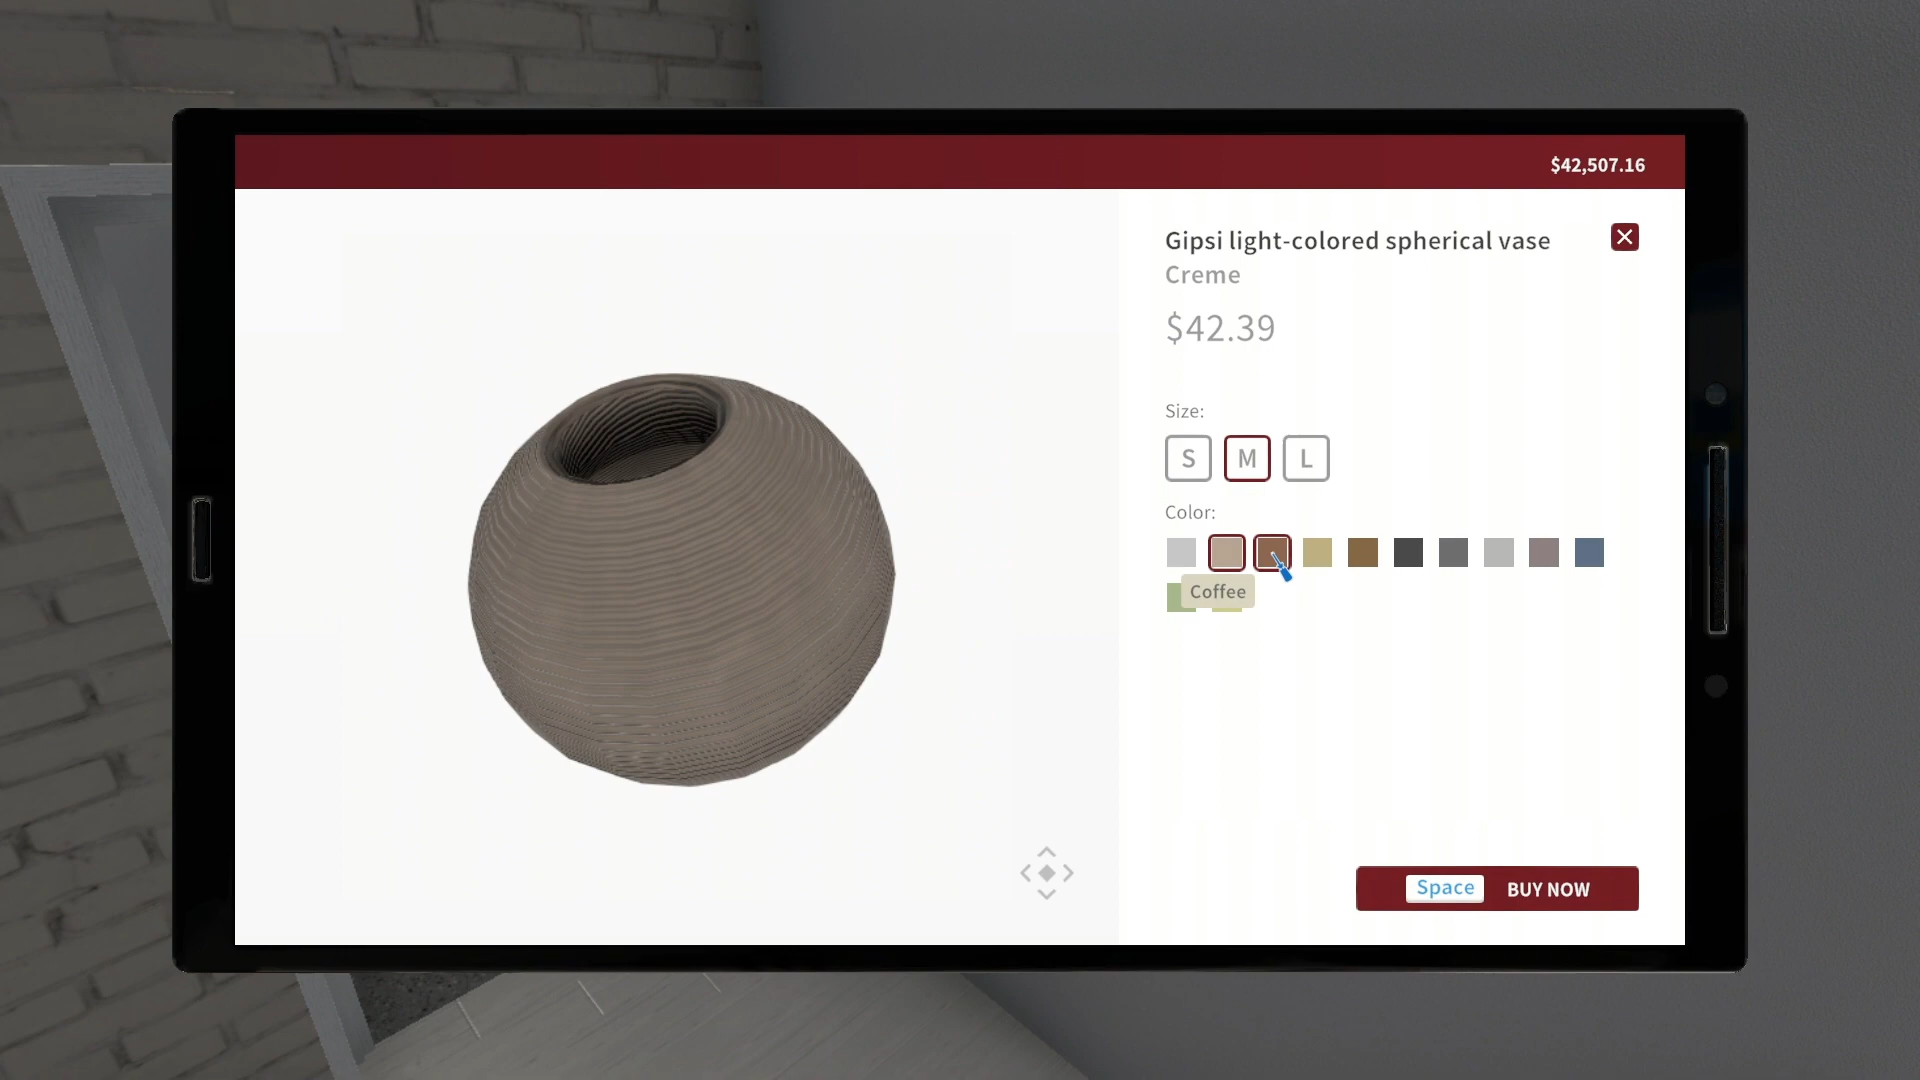 $42,507.16
Gipsi light-colored spherical vase
Creme
$42.39
Size:
S M L
Color:
Coffee
Space BUY NOW